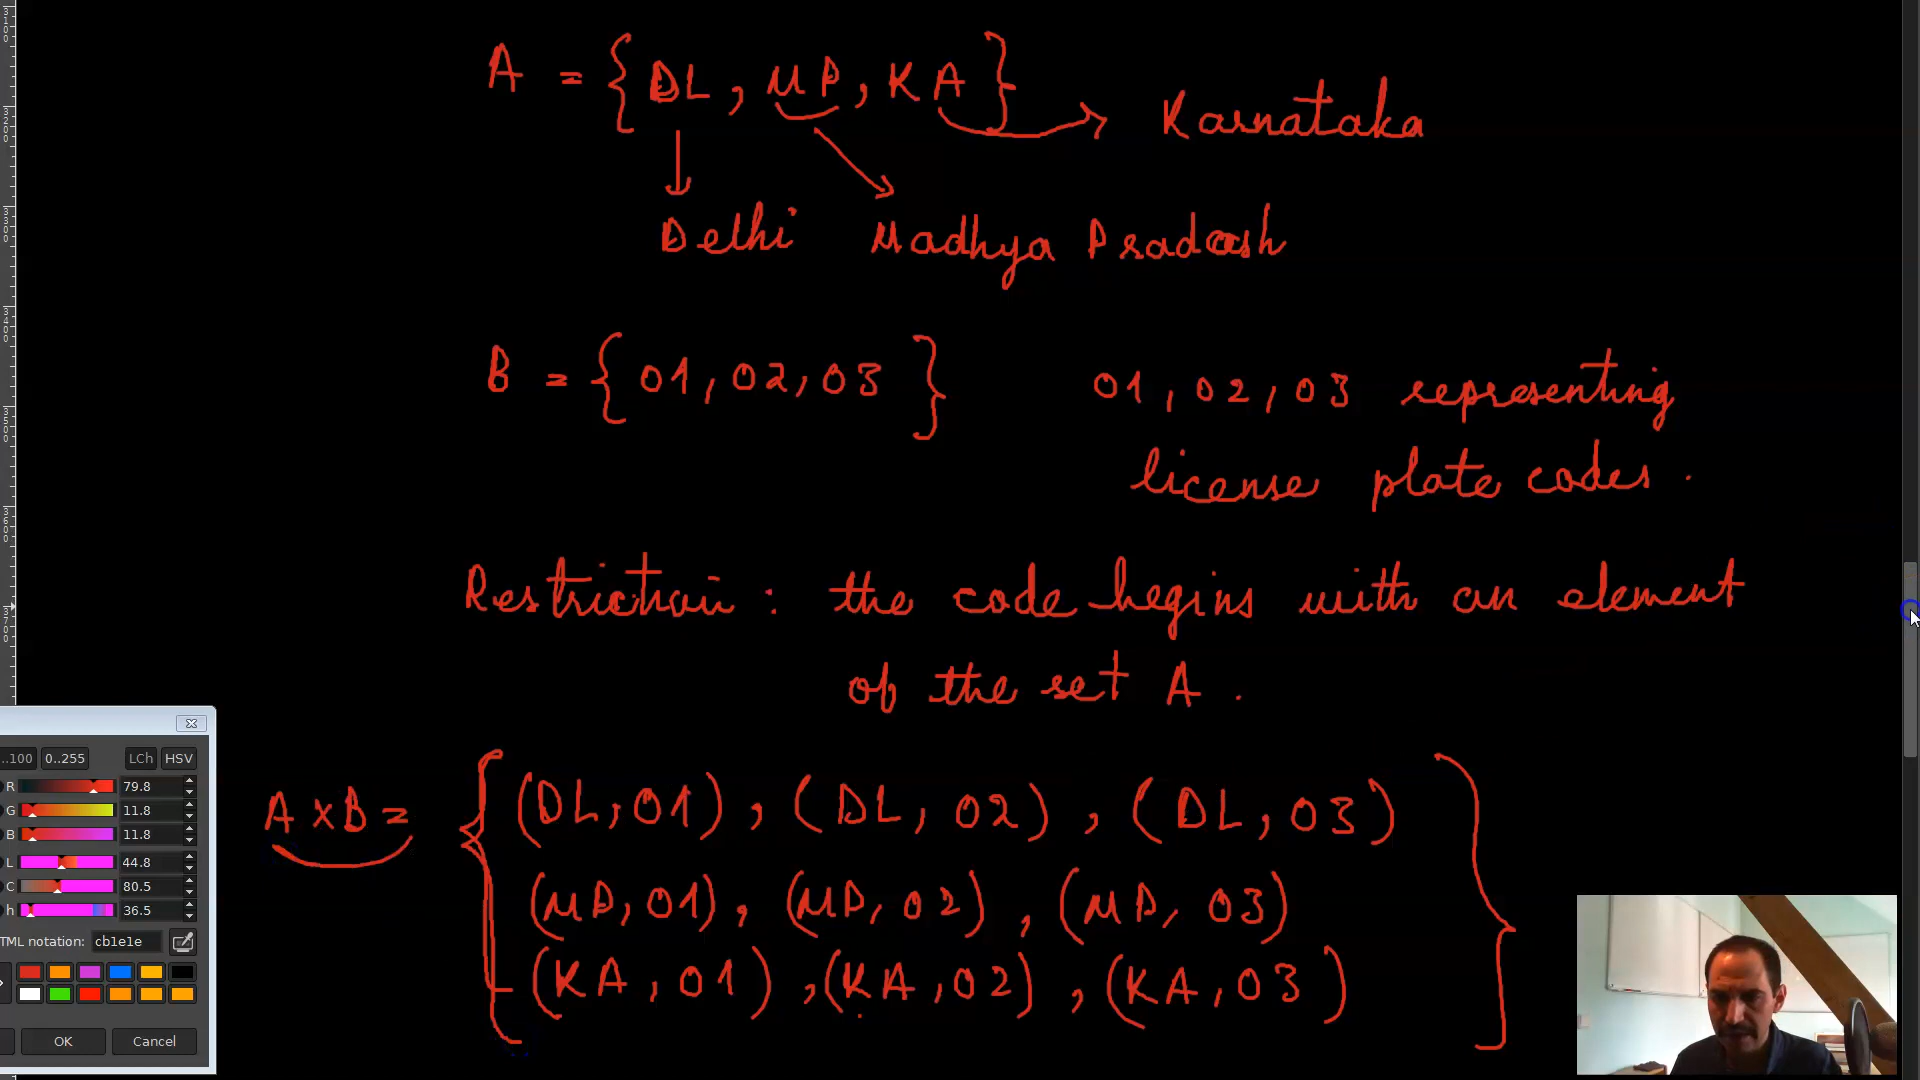 A = {DL, MP, KA} → Karnataka
Delhi Madhya Pradesh
B = {01, 02, 03} 01, 02, 03 representing
license plate codes.
Restriction: the code begins with an element
of the set A.
A × B = {(DL, 01), (DL, 02), (DL, 03)
(MP, 01), (MP, 02), (MP, 03)
(KA, 01), (KA, 02), (KA, 03)}
..100 0..255 LCh HSV
R 79.8
G 11.8
B 11.8
L 44.8
C 80.5
h 36.5
TML notation: cb1e1e
OK Cancel